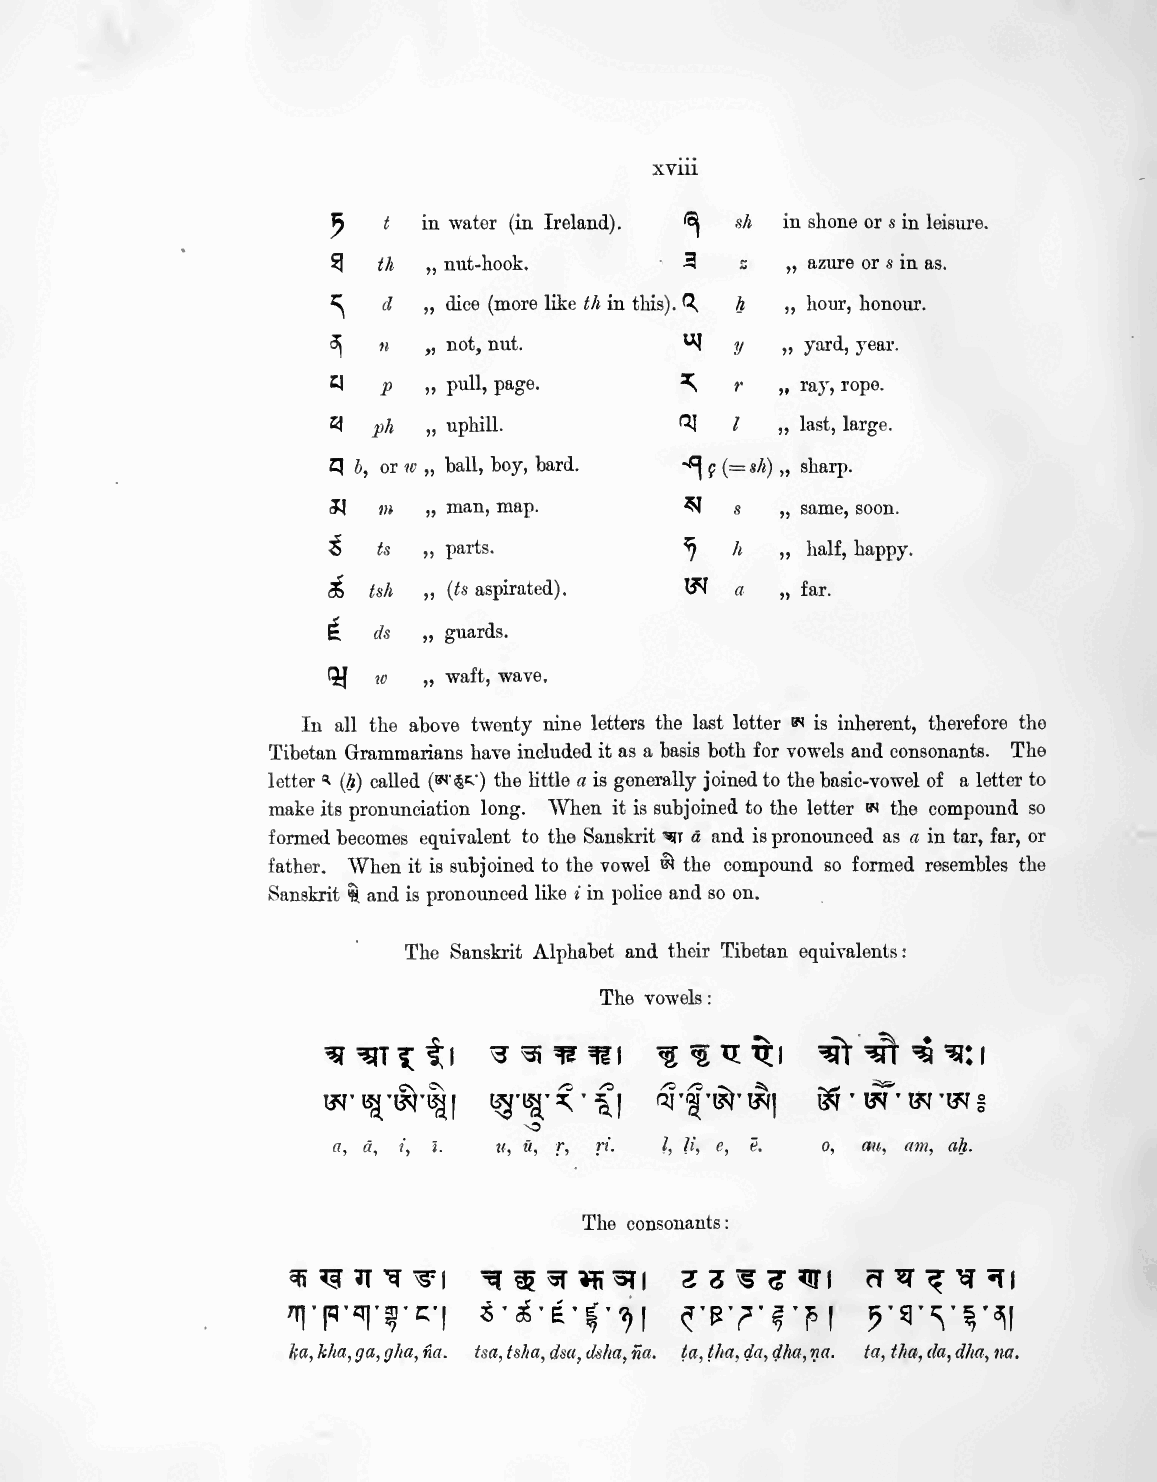 xviii
ཏ t in water (in Ireland). ཞ sh in shone or s in leisure.
ཐ th „ nut-hook. ཟ z „ azure or s in as.
ད d „ dice (more like th in this). འ ḥ „ hour, honour.
ན n „ not, nut. ཡ y „ yard, year.
པ p „ pull, page. ར r „ ray, rope.
ཕ ph „ uphill. ལ l „ last, large.
བ b, or w „ ball, boy, bard. ཤ ç (= sh) „ sharp.
མ m „ man, map. ས s „ same, soon.
ཙ ts „ parts. ཧ h „ half, happy.
ཚ tsh „ (ts aspirated). ཨ a „ far.
ཛ ds „ guards.
ཝ w „ waft, wave.
In all the above twenty nine letters the last letter ཨ is inherent, therefore the
Tibetan Grammarians have included it as a basis both for vowels and consonants. The
letter འ (ḥ) called (ཨ་ཆུང་) the little a is generally joined to the basic-vowel of a letter to
make its pronunciation long. When it is subjoined to the letter ཨ the compound so
formed becomes equivalent to the Sanskrit आ ā and is pronounced as a in tar, far, or
father. When it is subjoined to the vowel ཨི the compound so formed resembles the
Sanskrit and is pronounced like i in police and so on.
The Sanskrit Alphabet and their Tibetan equivalents:
The vowels:
अ आ इ ई। उ ऊ ऋ ॠ। ऌ ॡ ए ऐ। ओ औ अं अः।
ཨ་ཨཱ་ཨི་ཨཱི། ཨུ་ཨཱུ་རྀ་རཱྀ། ལྀ་ལཱྀ་ཨེ་ཨཻ། ཨོ་ཨཽ་ཨ་ཨཿ
a, ā, i, ī. u, ū, ṛ, ṛi. ḷ, ḷi, e, ē. o, au, am, aḥ.
The consonants:
क ख ग घ ङ। च छ ज झ ञ। ट ठ ड ढ ण। त थ द ध न।
ཀ་ཁ་ག་གྷ་ང་། ཙ་ཚ་ཛ་ཛྷ་ཉ། ཊ་ཋ་ཌ་ཌྷ་ཎ། ཏ་ཐ་ད་དྷ་ན།
ka, kha, ga, gha, ña. tsa, tsha, dsa, dsha, ña. ṭa, ṭha, ḍa, ḍha, ṇa. ta, tha, da, dha, na.